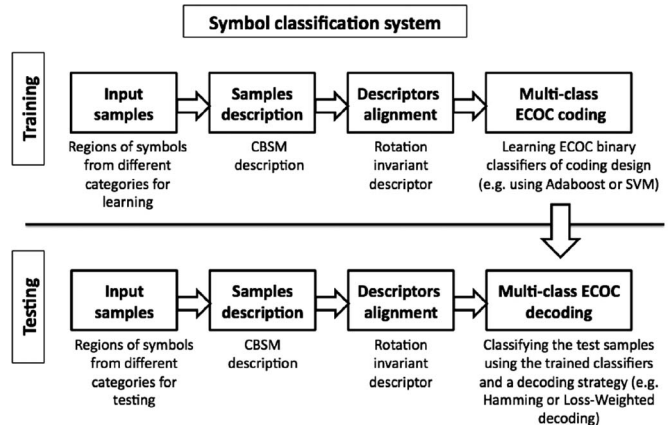 Symbol classification system
Training
Input
samples
Samples
description
Descriptors
alignment
Multi-class
ECOC coding
Regions of symbols
from different
categories for
learning
CBSM
description
Rotation
invariant
descriptor
Learning ECOC binary
classifiers of coding design
(e.g. using Adaboost or SVM)
Testing
Input
samples
Samples
description
Descriptors
alignment
Multi-class ECOC
decoding
Regions of symbols
from different
categories for
testing
CBSM
description
Rotation
invariant
descriptor
Classifying the test samples
using the trained classifiers
and a decoding strategy (e.g.
Hamming or Loss-Weighted
decoding)